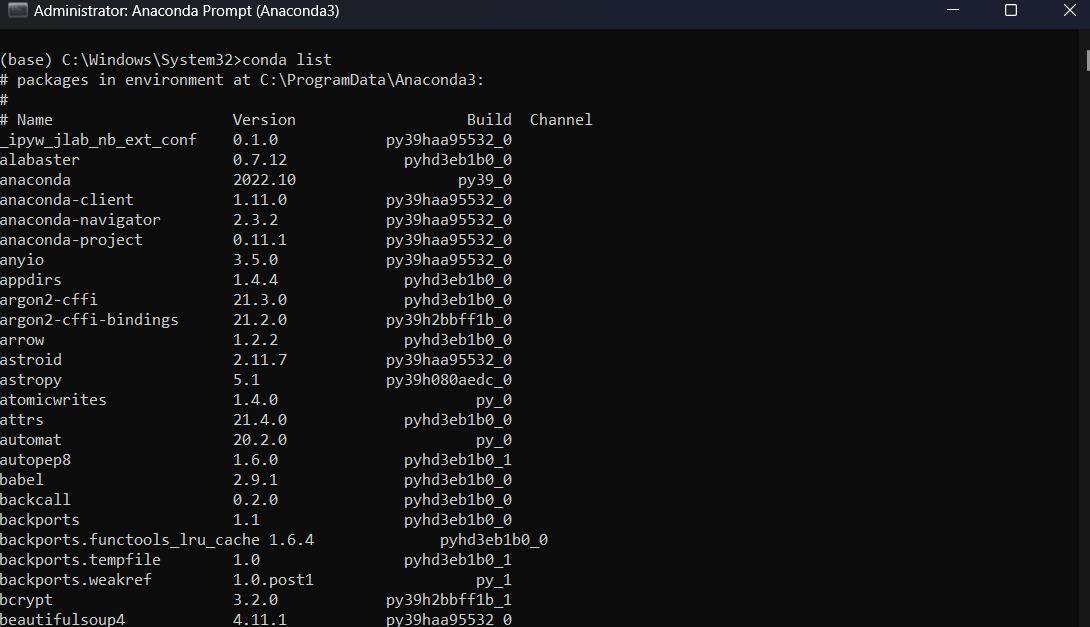 Administrator: Anaconda Prompt (Anaconda3)
(base) C:\Windows\System32>conda list
# packages in environment at C:\ProgramData\Anaconda3:
#
# Name                    Version                   Build  Channel
_ipyw_jlab_nb_ext_conf    0.1.0            py39haa95532_0
alabaster                 0.7.12             pyhd3eb1b0_0
anaconda                  2022.10                  py39_0
anaconda-client           1.11.0           py39haa95532_0
anaconda-navigator        2.3.2            py39haa95532_0
anaconda-project          0.11.1           py39haa95532_0
anyio                     3.5.0            py39haa95532_0
appdirs                   1.4.4              pyhd3eb1b0_0
argon2-cffi               21.3.0             pyhd3eb1b0_0
argon2-cffi-bindings      21.2.0           py39h2bbff1b_0
arrow                     1.2.2              pyhd3eb1b0_0
astroid                   2.11.7           py39haa95532_0
astropy                   5.1              py39h080aedc_0
atomicwrites              1.4.0                      py_0
attrs                     21.4.0             pyhd3eb1b0_0
automat                   20.2.0                     py_0
autopep8                  1.6.0              pyhd3eb1b0_1
babel                     2.9.1              pyhd3eb1b0_0
backcall                  0.2.0              pyhd3eb1b0_0
backports                 1.1                pyhd3eb1b0_0
backports.functools_lru_cache 1.6.4              pyhd3eb1b0_0
backports.tempfile        1.0                pyhd3eb1b0_1
backports.weakref         1.0.post1                  py_1
bcrypt                    3.2.0            py39h2bbff1b_1
beautifulsoup4            4.11.1           py39haa95532_0